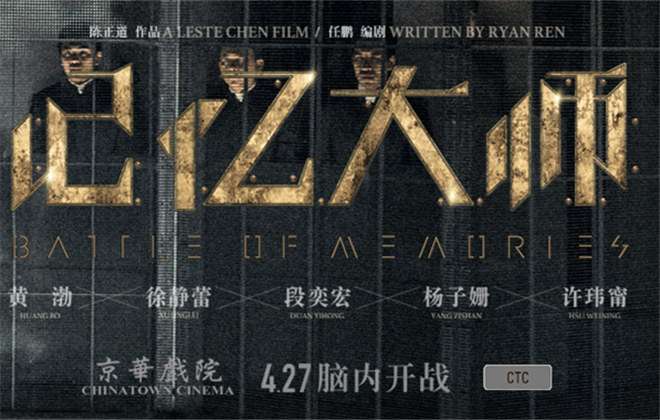 陈正道 作品 A LESTE CHEN FILM / 任鹏 编剧 WRITTEN BY RYAN REN
记忆大师
BATTLE OF MEMORIES
黄渤 徐静蕾 段奕宏 杨子姗 许玮甯
HUANG BO XU JINGLEI DUAN YIHONG YANG ZISHAN HSU WEINING
京華戲院
CHINATOWN CINEMA
4.27 脑内开战
CTC